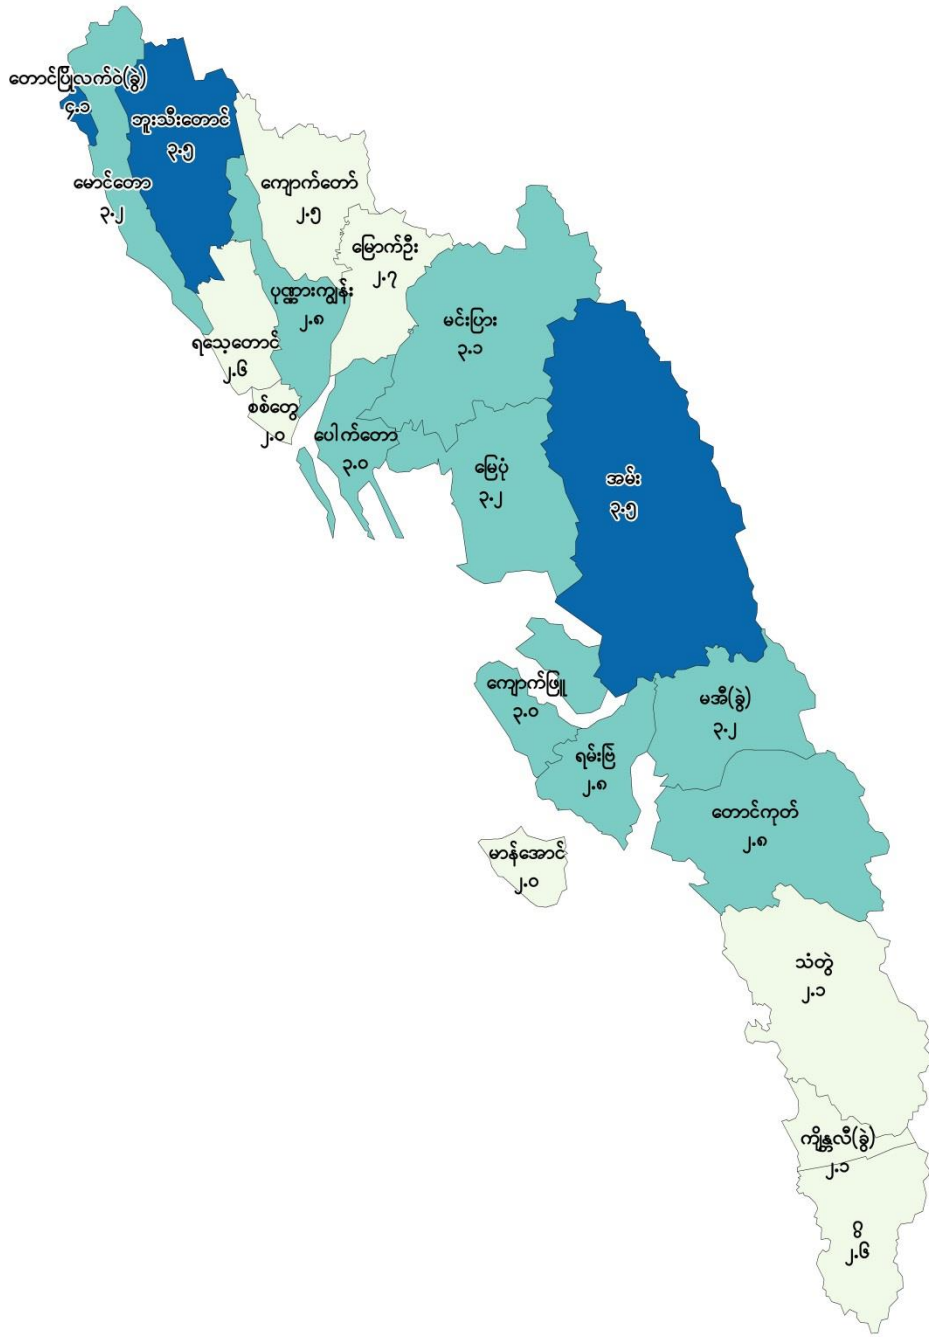 တောင်ပြိုလက်ဝဲ(ခွဲ)
၄.၁
ဘူးသီးတောင်
၃.၅
မောင်တော
၃.၂
ကျောက်တော်
၂.၅
မြောက်ဦး
၂.၇
ပုဏ္ဏားကျွန်း
၂.၈
မင်းပြား
၃.၁
ရသေ့တောင်
၂.၆
စစ်တွေ
၂.၀
ပေါက်တော
၃.၀
မြေပုံ
၃.၂
အမ်း
၃.၅
ကျောက်ဖြူ
၃.၀
မအီ(ခွဲ)
၃.၂
ရမ်းဗြဲ
၂.၈
တောင်ကုတ်
၂.၈
မာန်အောင်
၂.၀
သံတွဲ
၂.၁
ကျိန္တလီ(ခွဲ)
၂.၁
ဂွ
၂.၆